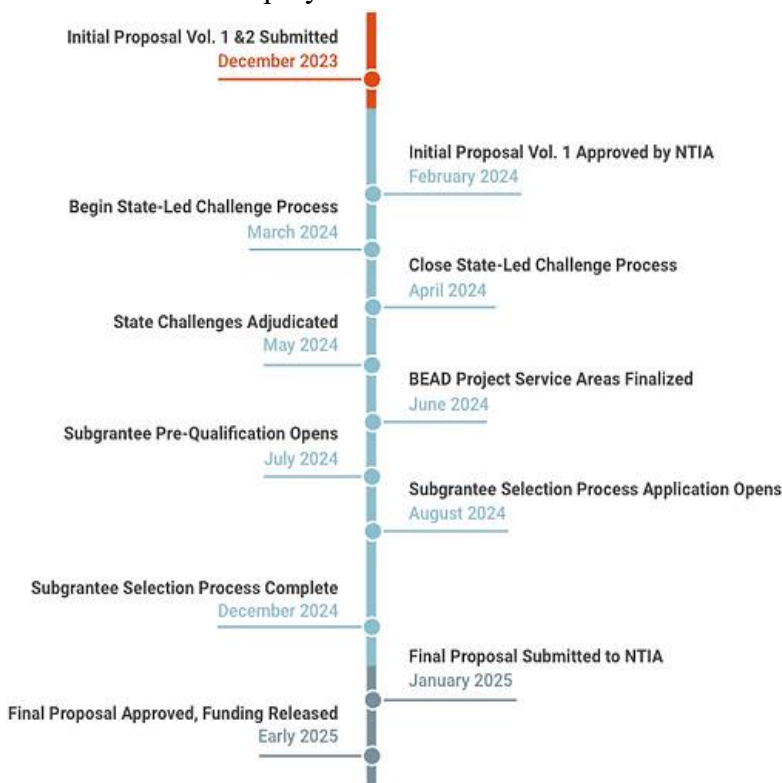 Initial Proposal Vol. 1 &2 Submitted
December 2023
Initial Proposal Vol. 1 Approved by NTIA
February 2024
Begin State-Led Challenge Process
March 2024
Close State-Led Challenge Process
April 2024
State Challenges Adjudicated
May 2024
BEAD Project Service Areas Finalized
June 2024
Subgrantee Pre-Qualification Opens
July 2024
Subgrantee Selection Process Application Opens
August 2024
Subgrantee Selection Process Complete
December 2024
Final Proposal Submitted to NTIA
January 2025
Final Proposal Approved, Funding Released
Early 2025